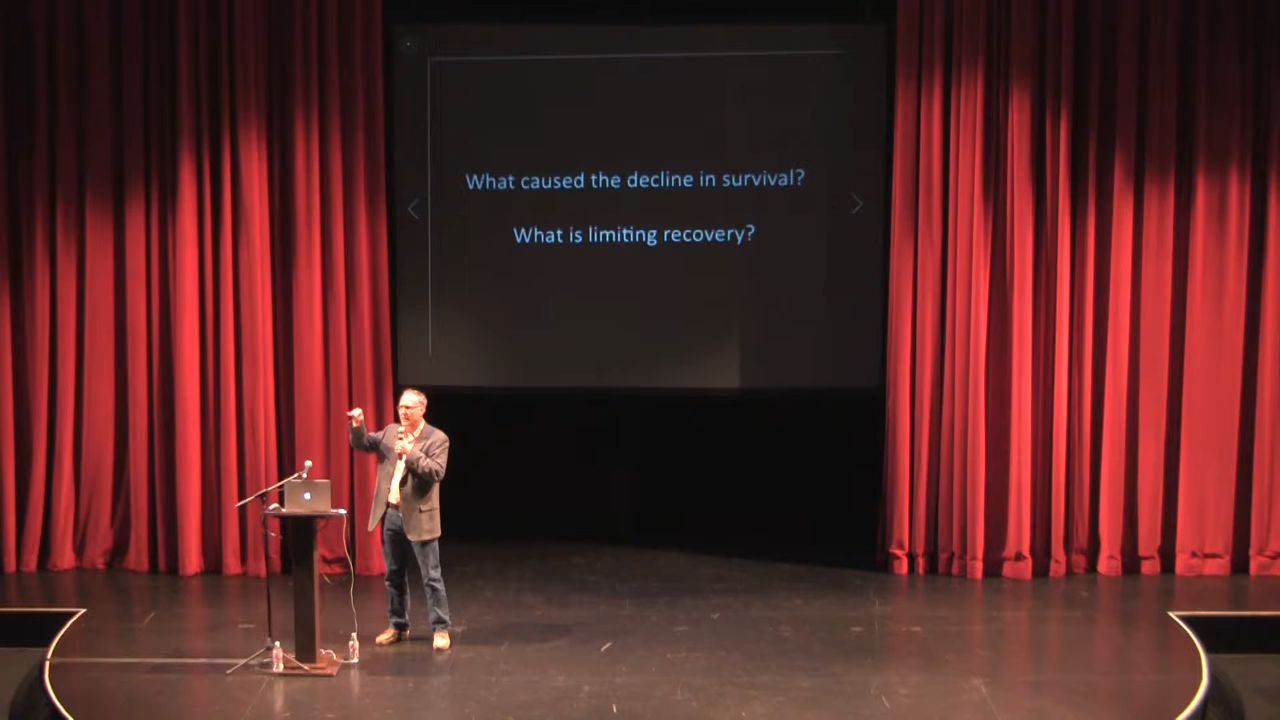 What caused the decline in survival?
What is limiting recovery?